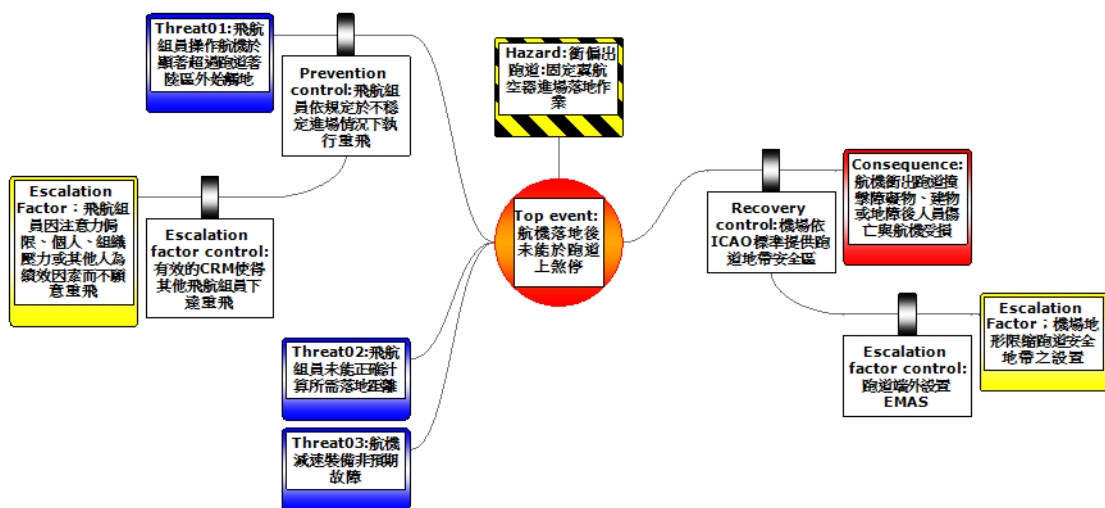 Threat01:飛航
組員操作航機於
顯著超過跑道著
陸區外始觸地
Prevention
control:飛航組
員依規定於不穩
定進場情況下執
行重飛
Hazard:衝偏出
跑道:固定翼航
空器進場落地作
業
Escalation
Factor；飛航組
員因注意力侷
限、個人、組織
壓力或其他人為
績效因素而不願
意重飛
Escalation
factor control:
有效的CRM使得
其他飛航組員下
達重飛
Top event:
航機落地後
未能於跑道
上煞停
Recovery
control:機場依
ICAO標準提供跑
道地帶安全區
Consequence:
航機衝出跑道撞
擊障礙物、建物
或地障後人員傷
亡與航機受損
Threat02:飛航
組員未能正確計
算所需落地距離
Threat03:航機
減速裝備非預期
故障
Escalation
factor control:
跑道端外設置
EMAS
Escalation
Factor；機場地
形限縮跑道安全
地帶之設置